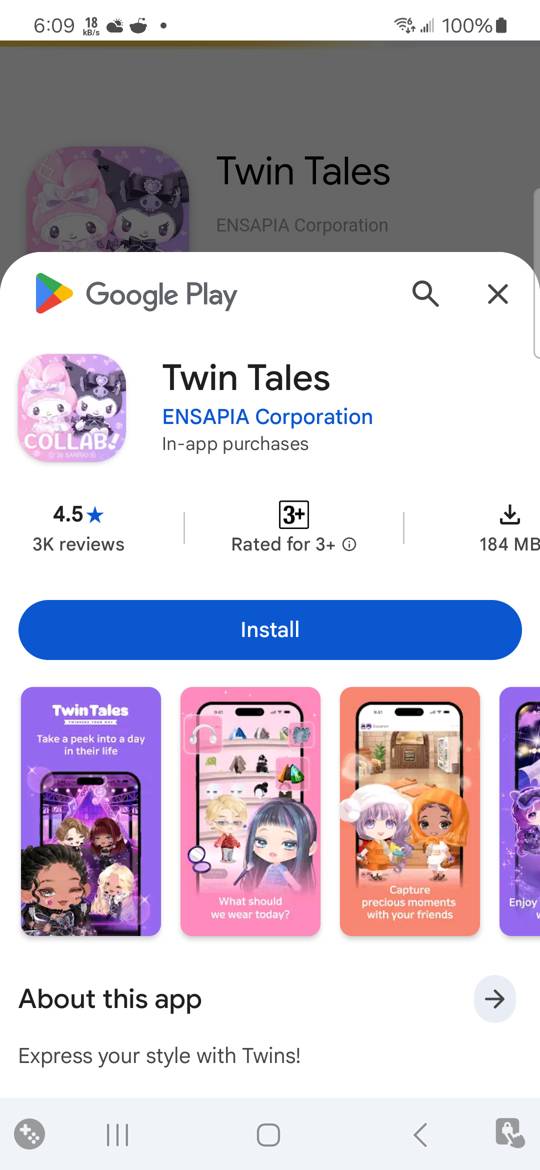 6:09 18 kB/s 100%
Twin Tales
ENSAPIA Corporation
Google Play
Twin Tales
ENSAPIA Corporation
In-app purchases
COLLAB!
4.5★
3K reviews
3+
Rated for 3+
184 MB
Install
Twin Tales
Take a peek into a day
in their life
What should
we wear today?
Capture
precious moments
with your friends
Enjoy
About this app
Express your style with Twins!